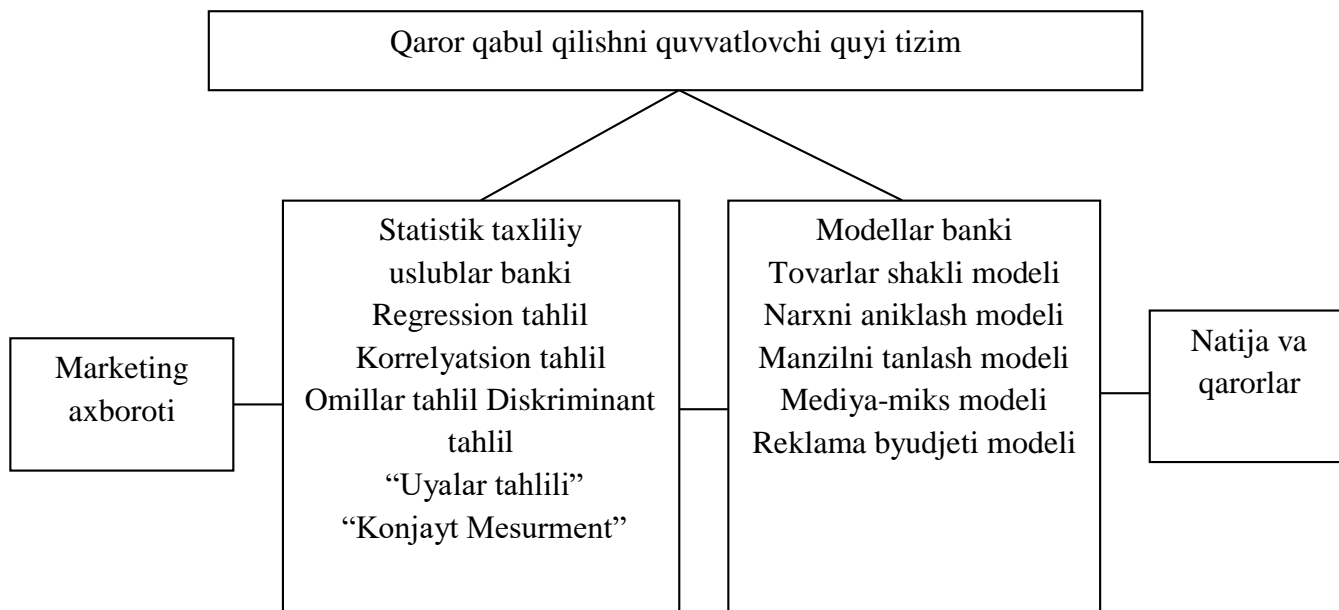 Qaror qabul qilishni quvvatlovchi quyi tizim
Marketing
axboroti
Statistik taxliliy
uslublar banki
Regression tahlil
Korrelyatsion tahlil
Omillar tahlil Diskriminant
tahlil
“Uyalar tahlili”
“Konjayt Mesurment”
Modellar banki
Tovarlar shakli modeli
Narxni aniklash modeli
Manzilni tanlash modeli
Mediya-miks modeli
Reklama byudjeti modeli
Natija va
qarorlar